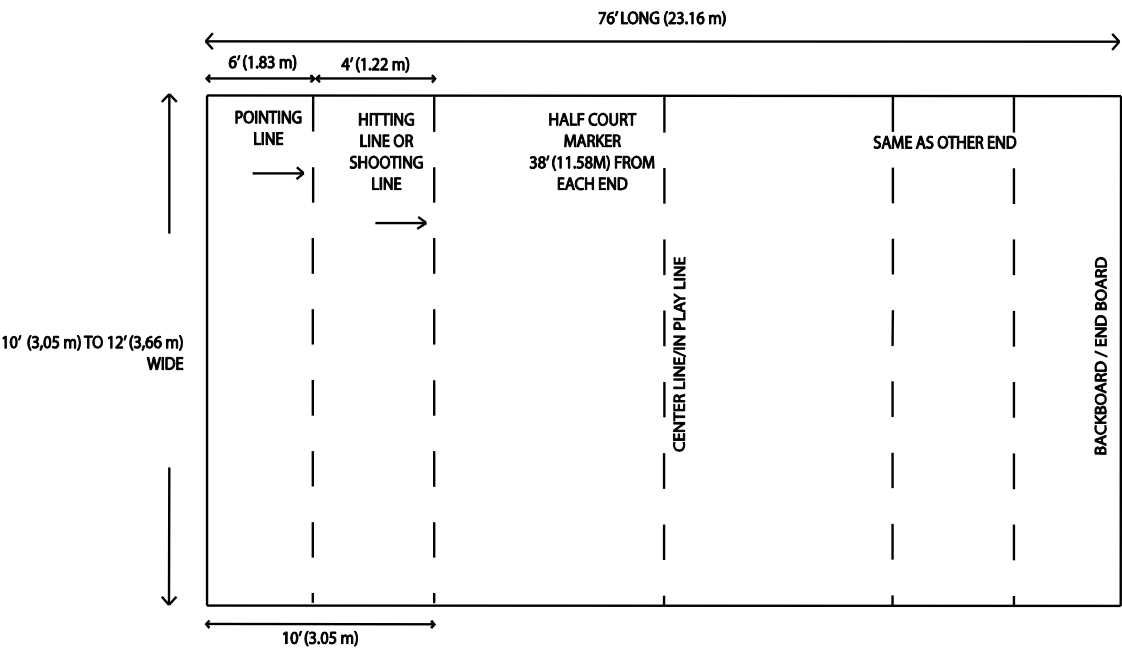 76' LONG (23.16 m)
6' (1.83 m)
4' (1.22 m)
POINTING
LINE
HITTING
LINE OR
SHOOTING
LINE
HALF COURT
MARKER
38' (11.58M) FROM
EACH END
SAME AS OTHER END
CENTER LINE/IN PLAY LINE
BACKBOARD / END BOARD
10' (3,05 m) TO 12' (3,66 m)
WIDE
10' (3.05 m)